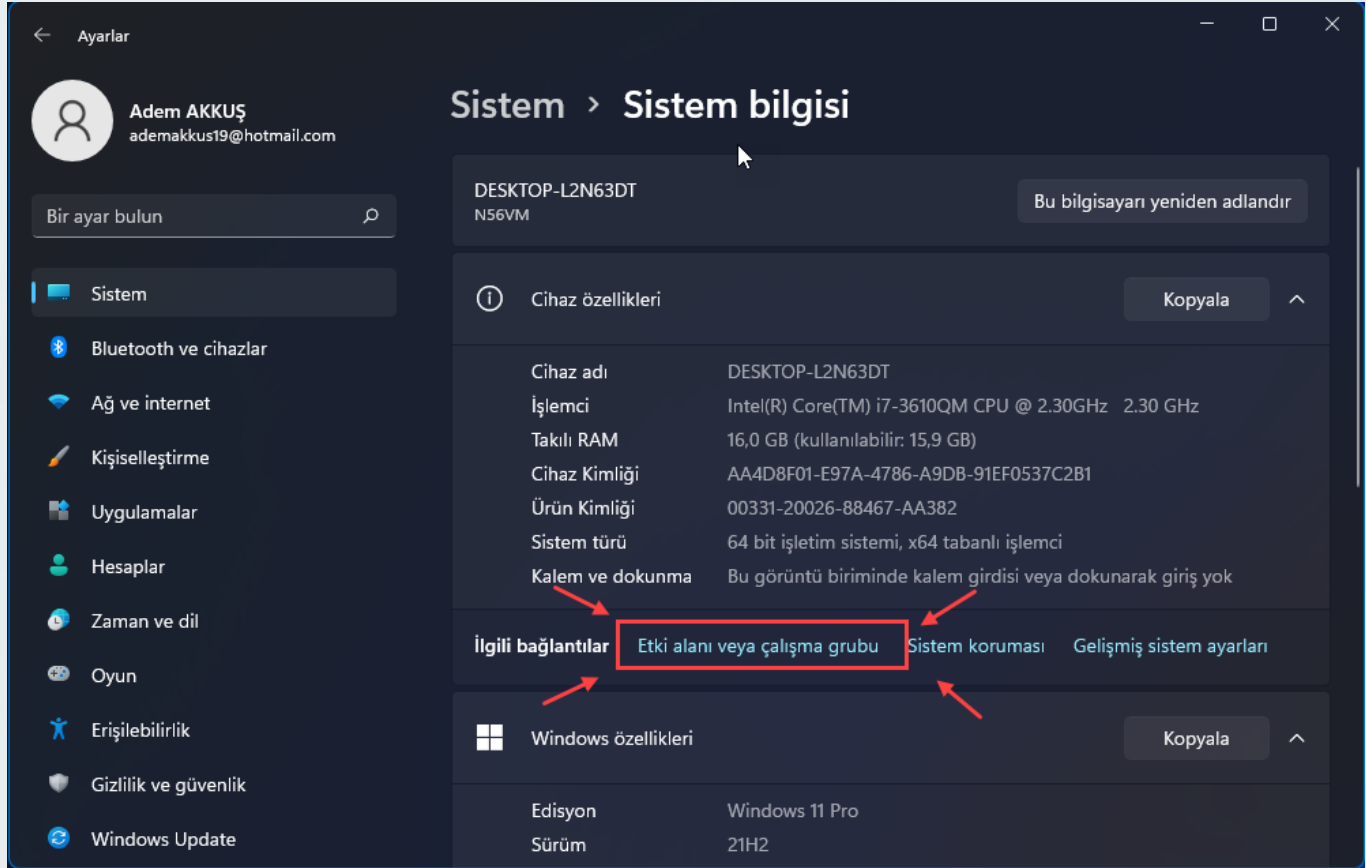 Ayarlar
Adem AKKUŞ
ademakkus19@hotmail.com
Bir ayar bulun
Sistem
Bluetooth ve cihazlar
Ağ ve internet
Kişiselleştirme
Uygulamalar
Hesaplar
Zaman ve dil
Oyun
Erişilebilirlik
Gizlilik ve güvenlik
Windows Update
Sistem > Sistem bilgisi
DESKTOP-L2N63DT
N56VM
Bu bilgisayarı yeniden adlandır
Cihaz özellikleri Kopyala
Cihaz adı DESKTOP-L2N63DT
İşlemci Intel(R) Core(TM) i7-3610QM CPU @ 2.30GHz 2.30 GHz
Takılı RAM 16,0 GB (kullanılabilir: 15,9 GB)
Cihaz Kimliği AA4D8F01-E97A-4786-A9DB-91EF0537C2B1
Ürün Kimliği 00331-20026-88467-AA382
Sistem türü 64 bit işletim sistemi, x64 tabanlı işlemci
Kalem ve dokunma Bu görüntü biriminde kalem girdisi veya dokunarak giriş yok
İlgili bağlantılar Etki alanı veya çalışma grubu Sistem koruması Gelişmiş sistem ayarları
Windows özellikleri Kopyala
Edisyon Windows 11 Pro
Sürüm 21H2